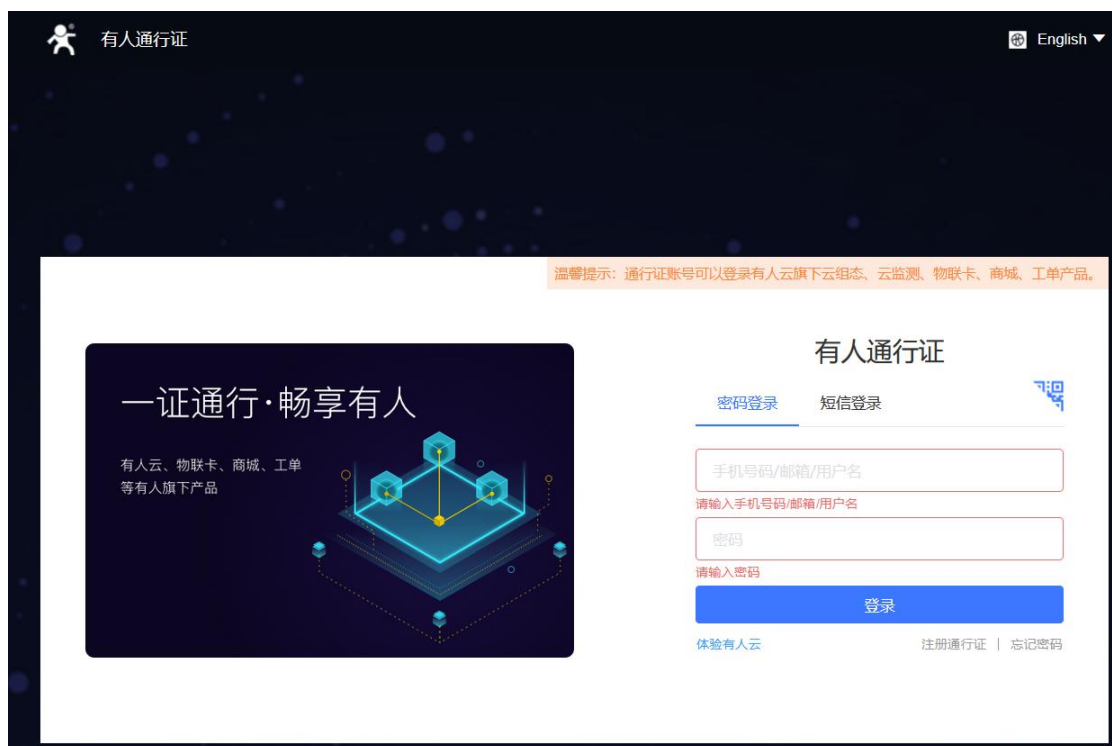 有人通行证
English
温馨提示：通行证账号可以登录有人云旗下云组态、云监测、物联卡、商城、工单产品。
一证通行·畅享有人
有人云、物联卡、商城、工单
等有人旗下产品
有人通行证
密码登录 短信登录
手机号码/邮箱/用户名
请输入手机号码/邮箱/用户名
密码
请输入密码
登录
体验有人云 注册通行证 | 忘记密码